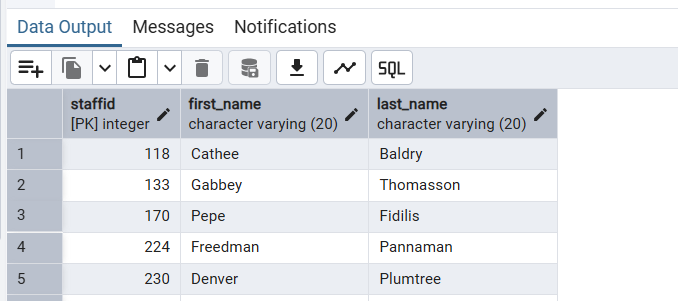 Data Output Messages Notifications
SQL
staffid first_name last_name
[PK] integer character varying (20) character varying (20)
1 118 Cathee Baldry
2 133 Gabbey Thomasson
3 170 Pepe Fidilis
4 224 Freedman Pannaman
5 230 Denver Plumtree